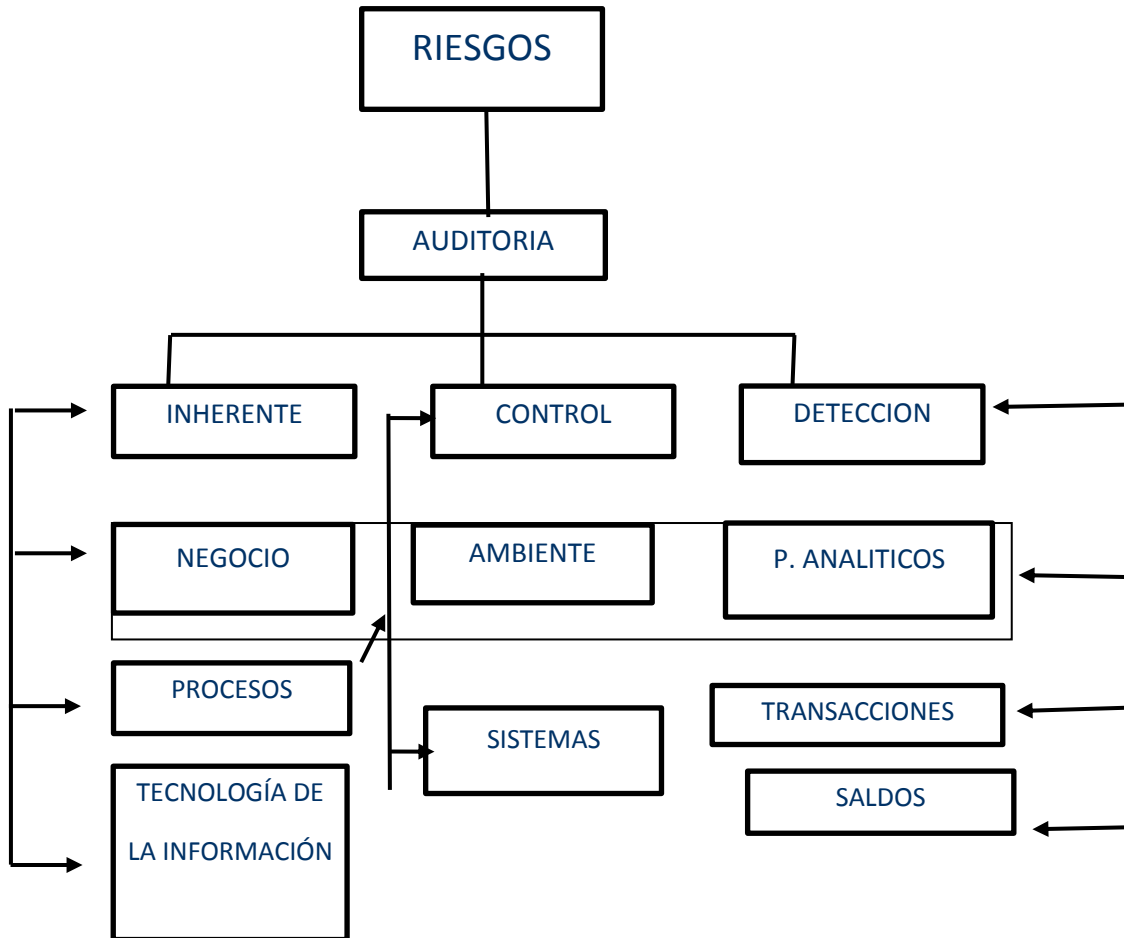 RIESGOS
AUDITORIA
INHERENTE
CONTROL
DETECCION
NEGOCIO
AMBIENTE
P. ANALITICOS
PROCESOS
SISTEMAS
TRANSACCIONES
TECNOLOGÍA DE
LA INFORMACIÓN
SALDOS